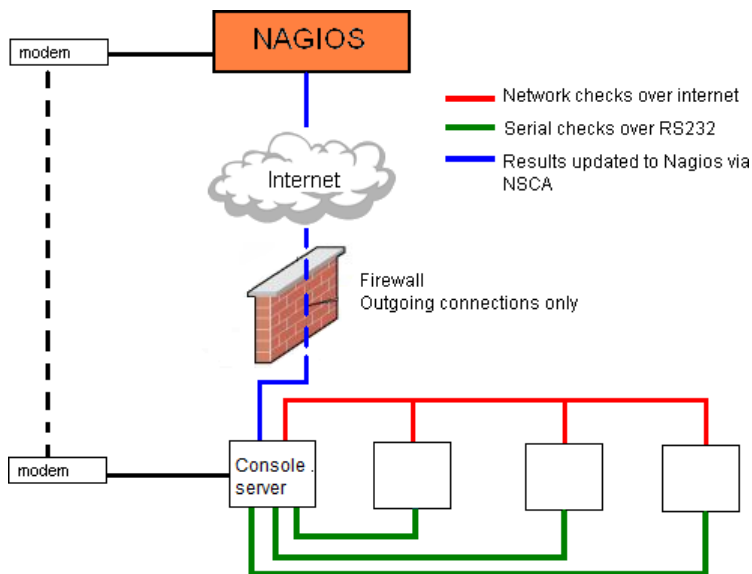 NAGIOS
modem
Network checks over internet
Serial checks over RS232
Results updated to Nagios via
NSCA
Internet
Firewall
Outgoing connections only
Console .
server
modem